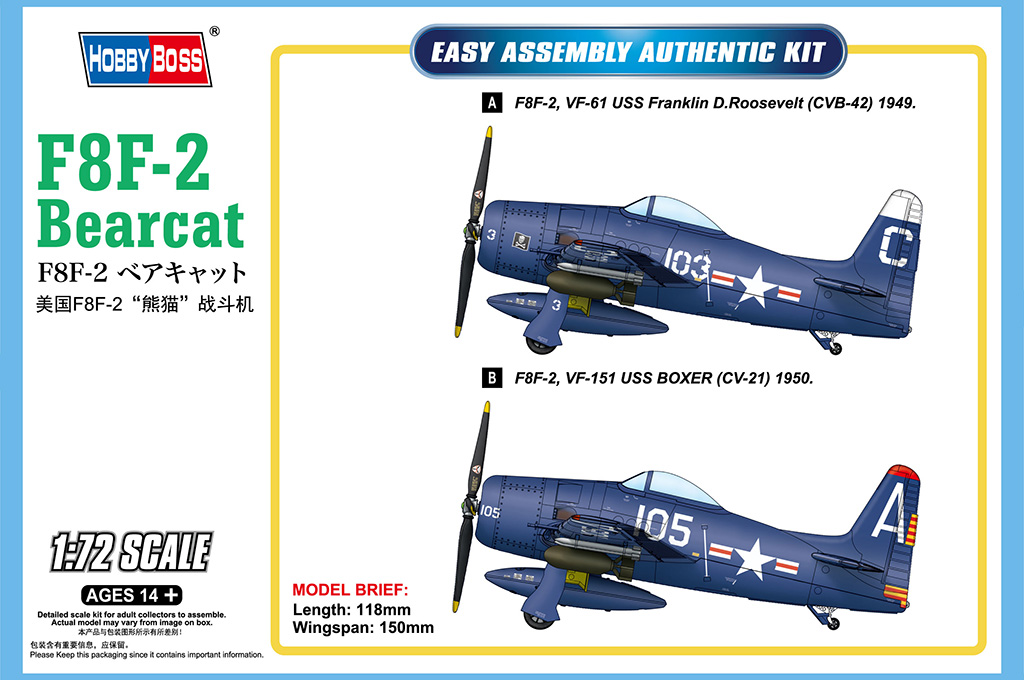 HOBBY BOSS®
EASY ASSEMBLY AUTHENTIC KIT
F8F-2
Bearcat
F8F-2 ベアキャット
美国F8F-2“熊猫”战斗机
A F8F-2, VF-61 USS Franklin D.Roosevelt (CVB-42) 1949.
3
103
C
3
B F8F-2, VF-151 USS BOXER (CV-21) 1950.
105
105
A
1:72 SCALE
AGES 14 +
Detailed scale kit for adult collectors to assemble.
Actual model may vary from image on box.
本产品与包装图形所示有所差别!
包装含有重要信息，应保留。
Please Keep this packaging since it contains important information.
MODEL BRIEF:
Length: 118mm
Wingspan: 150mm